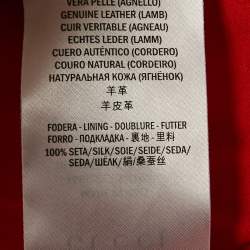 VERA PELLE (AGNELLO)
GENUINE LEATHER (LAMB)
CUIR VERITABLE (AGNEAU)
ECHTES LEDER (LAMM)
CUERO AUTÉNTICO (CORDERO)
COURO NATURAL (CORDEIRO)
НАТУРАЛЬНАЯ КОЖА (ЯГНЁНОК)
羊革
羊皮革
FODERA - LINING - DOUBLURE - FUTTER
FORRO - ПОДКЛАДКА - 裏地 - 里料
100% SETA/SILK/SOIE/SEIDE/SEDA/
SEDA/ШЁЛК/絹/桑蚕丝